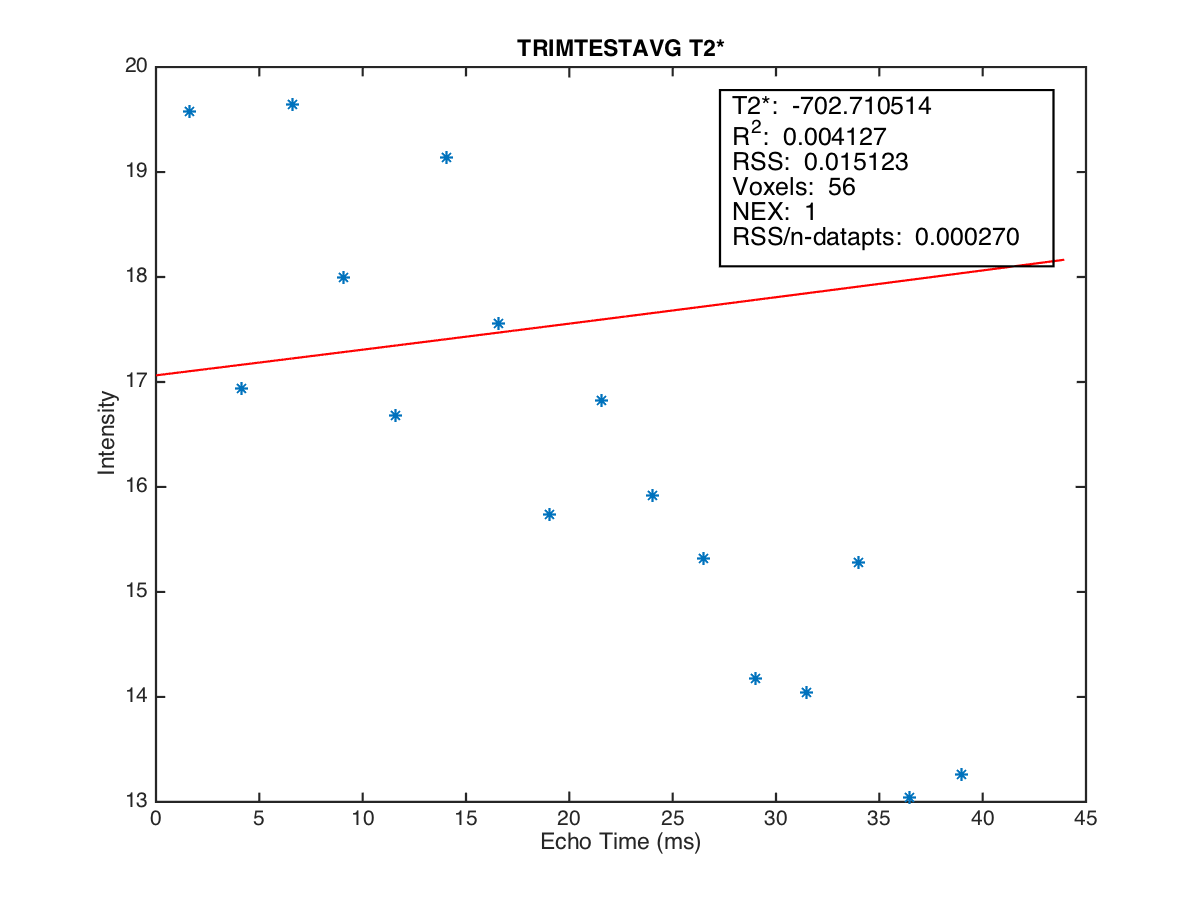 TRIMTESTAVG T2*
T2*: -702.710514
R2: 0.004127
RSS: 0.015123
Voxels: 56
NEX: 1
RSS/n-datapts: 0.000270
Intensity
20
19
18
17
16
15
14
13
0 5 10 15 20 25 30 35 40 45
Echo Time (ms)